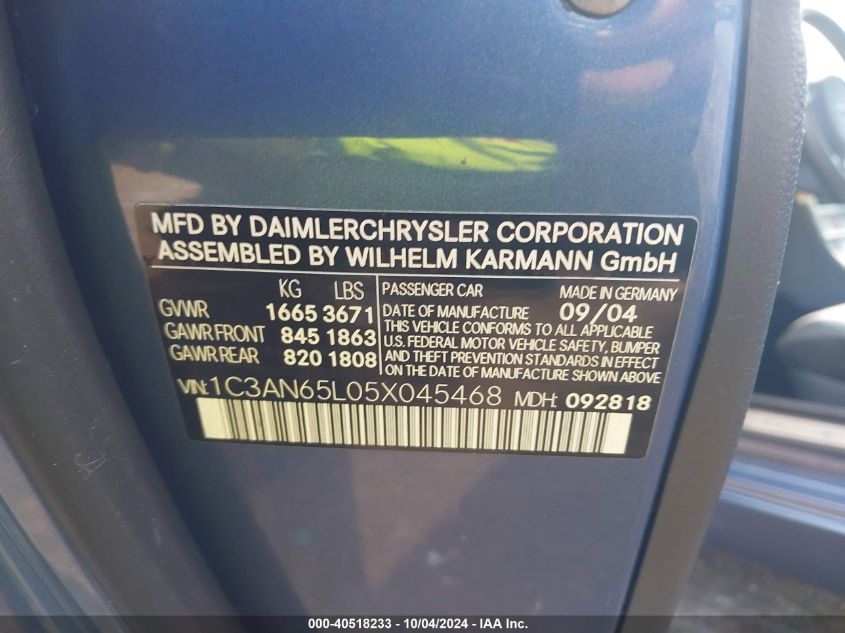 MFD BY DAIMLERCHRYSLER CORPORATION
ASSEMBLED BY WILHELM KARMANN GmbH
KG LBS
GVWR 1665 3671
GAWR FRONT 845 1863
GAWR REAR 820 1808
PASSENGER CAR MADE IN GERMANY
DATE OF MANUFACTURE 09/04
THIS VEHICLE CONFORMS TO ALL APPLICABLE
U.S. FEDERAL MOTOR VEHICLE SAFETY, BUMPER
AND THEFT PREVENTION STANDARDS IN EFFECT
ON THE DATE OF MANUFACTURE SHOWN ABOVE
VIN: 1C3AN65L05X045468 MDH: 092818
000-40518233 - 10/04/2024 - IAA Inc.